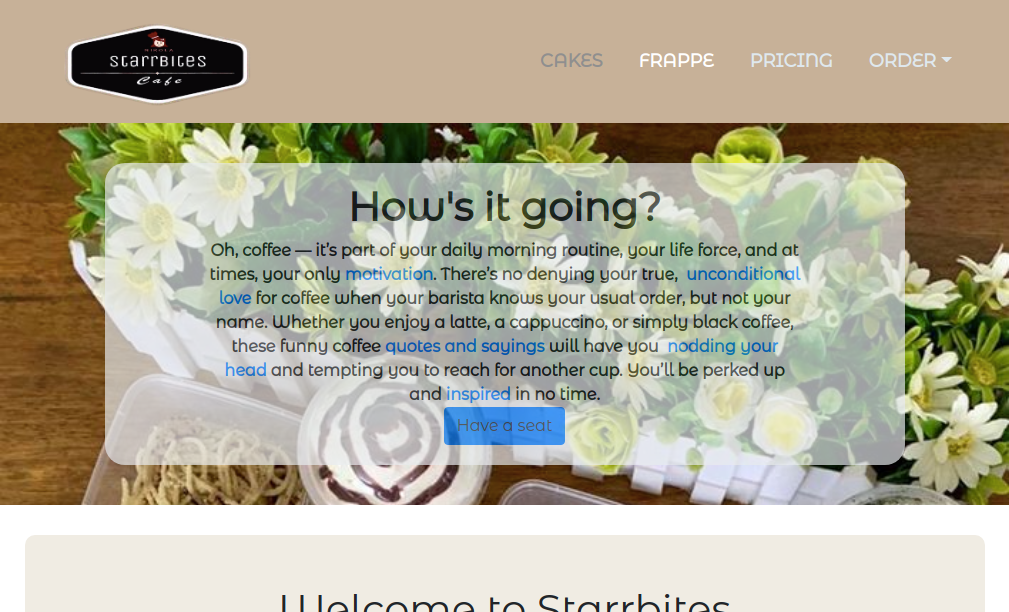 starrbites
Cafe
CAKES FRAPPE PRICING ORDER
How's it going?
Oh, coffee — it’s part of your daily morning routine, your life force, and at
times, your only motivation. There’s no denying your true, unconditional
love for coffee when your barista knows your usual order, but not your
name. Whether you enjoy a latte, a cappuccino, or simply black coffee,
these funny coffee quotes and sayings will have you nodding your
head and tempting you to reach for another cup. You’ll be perked up
and inspired in no time.
Have a seat
Welcome to Starrbites